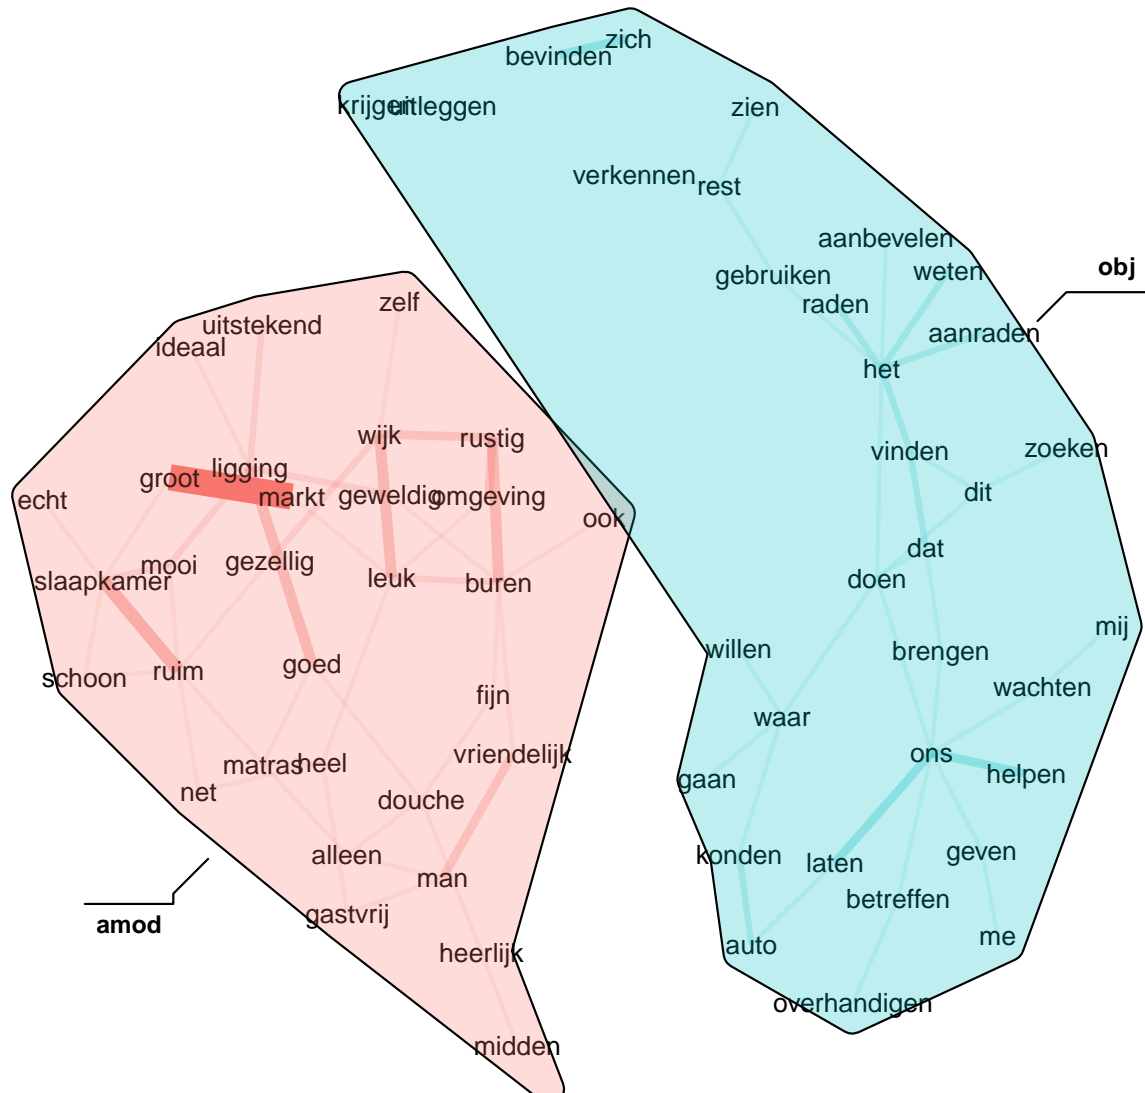 zich
bevinden
krijgen
uitleggen
zien
verkennen
rest
aanbevelen
weten
gebruiken
obj
raden
aanraden
het
zelf
uitstekend
ideaal
wijk
rustig
vinden
zoeken
ligging
groot
markt
geweldig
omgeving
dit
echt
ook
dat
gezellig
mooi
slaapkamer
leuk
buren
doen
mij
willen
brengen
goed
ruim
schoon
fijn
wachten
waar
vriendelijk
ons
matras
heel
helpen
gaan
net
douche
alleen
konden
laten
geven
man
betreffen
gastvrij
amod
me
auto
heerlijk
overhandigen
midden